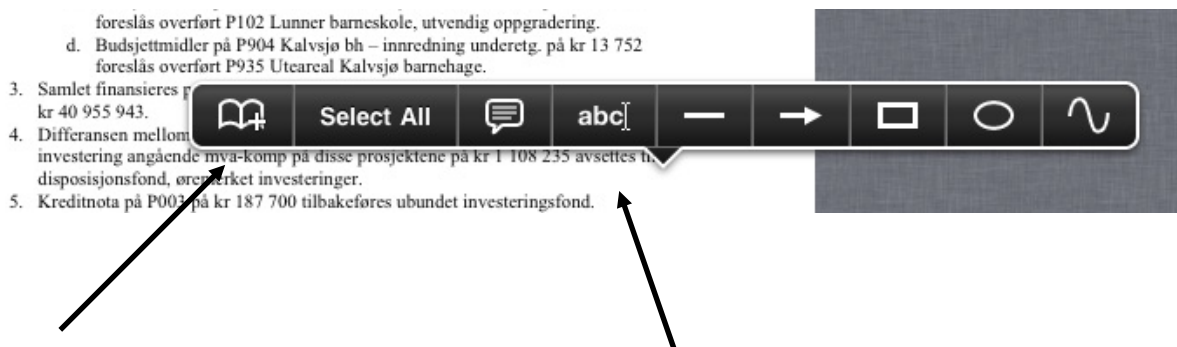 foreslås overført P102 Lunner barneskole, utvendig oppgradering.
d. Budsjettmidler på P904 Kalvsjø bh – innredning underetg. på kr 13 752
foreslås overført P935 Uteareal Kalvsjø barnehage.
3. Samlet finansieres
kr 40 955 943.
Select All
abc
4. Differansen mellom
investering angående mva-komp på disse prosjektene på kr 1 108 235 avsettes
disposisjonsfond, øremerket investeringer.
5. Kreditnota på P003 på kr 187 700 tilbakeføres ubundet investeringsfond.